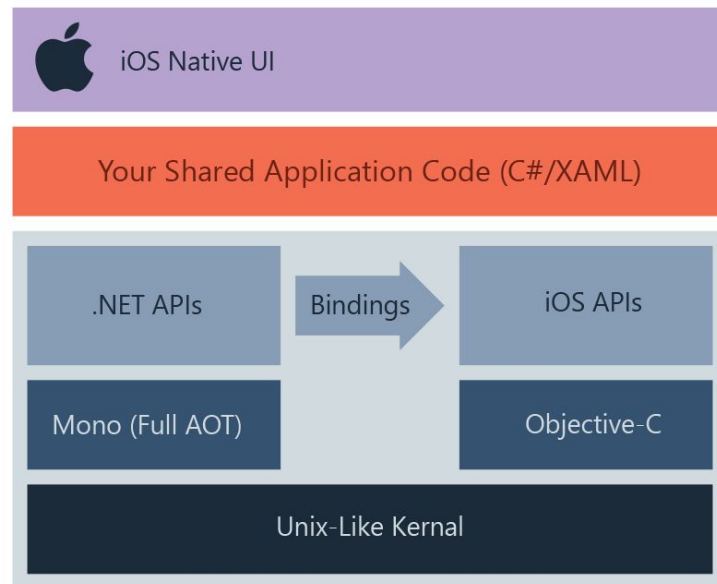 iOS Native UI
Your Shared Application Code (C#/XAML)
.NET APIs
Bindings
iOS APIs
Mono (Full AOT)
Objective-C
Unix-Like Kernal